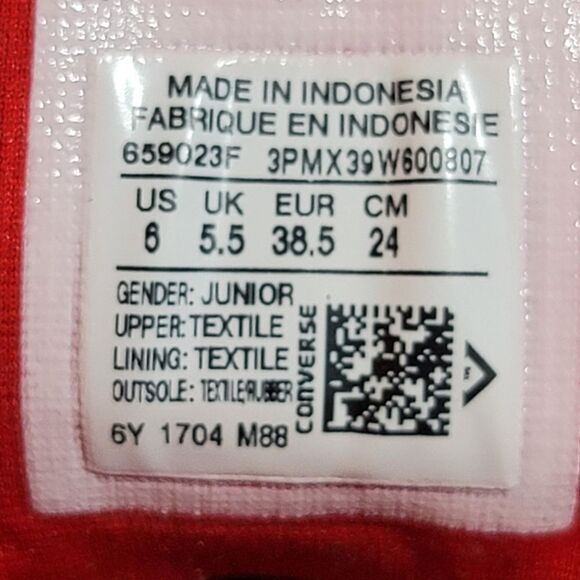 MADE IN INDONESIA
FABRIQUE EN INDONESIE
659023F 3PMX39W600807
US UK EUR CM
6 5.5 38.5 24
GENDER: JUNIOR
UPPER: TEXTILE
LINING: TEXTILE
OUTSOLE: TEXTILE/RUBBER
6Y 1704 M88
CONVERSE